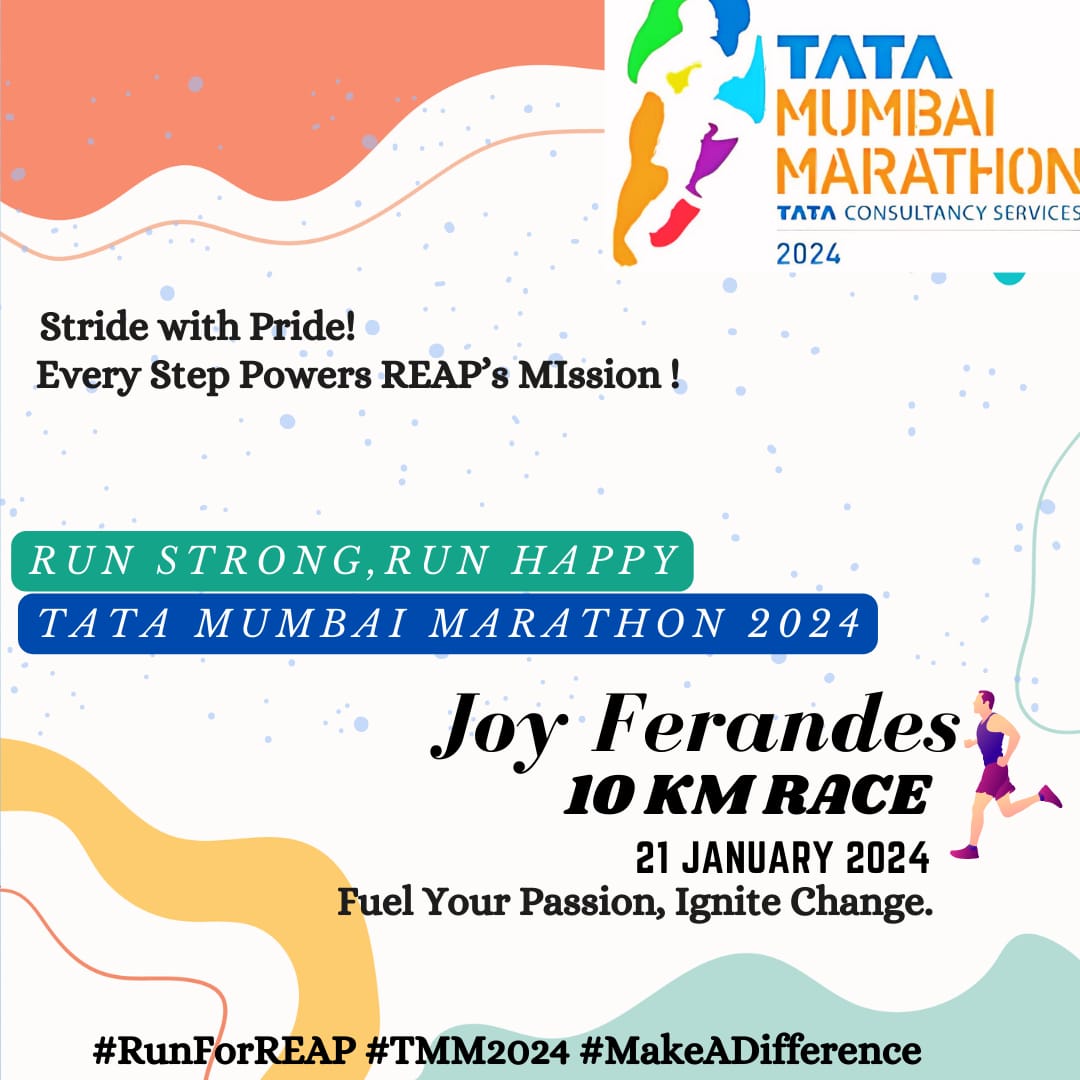 TATA
MUMBAI
MARATHON
TATA CONSULTANCY SERVICES
2024
Stride with Pride!
Every Step Powers REAP’s MIssion !
RUN STRONG,RUN HAPPY
TATA MUMBAI MARATHON 2024
Joy Ferandes
10 KM RACE
21 JANUARY 2024
Fuel Your Passion, Ignite Change.
#RunForREAP #TMM2024 #MakeADifference